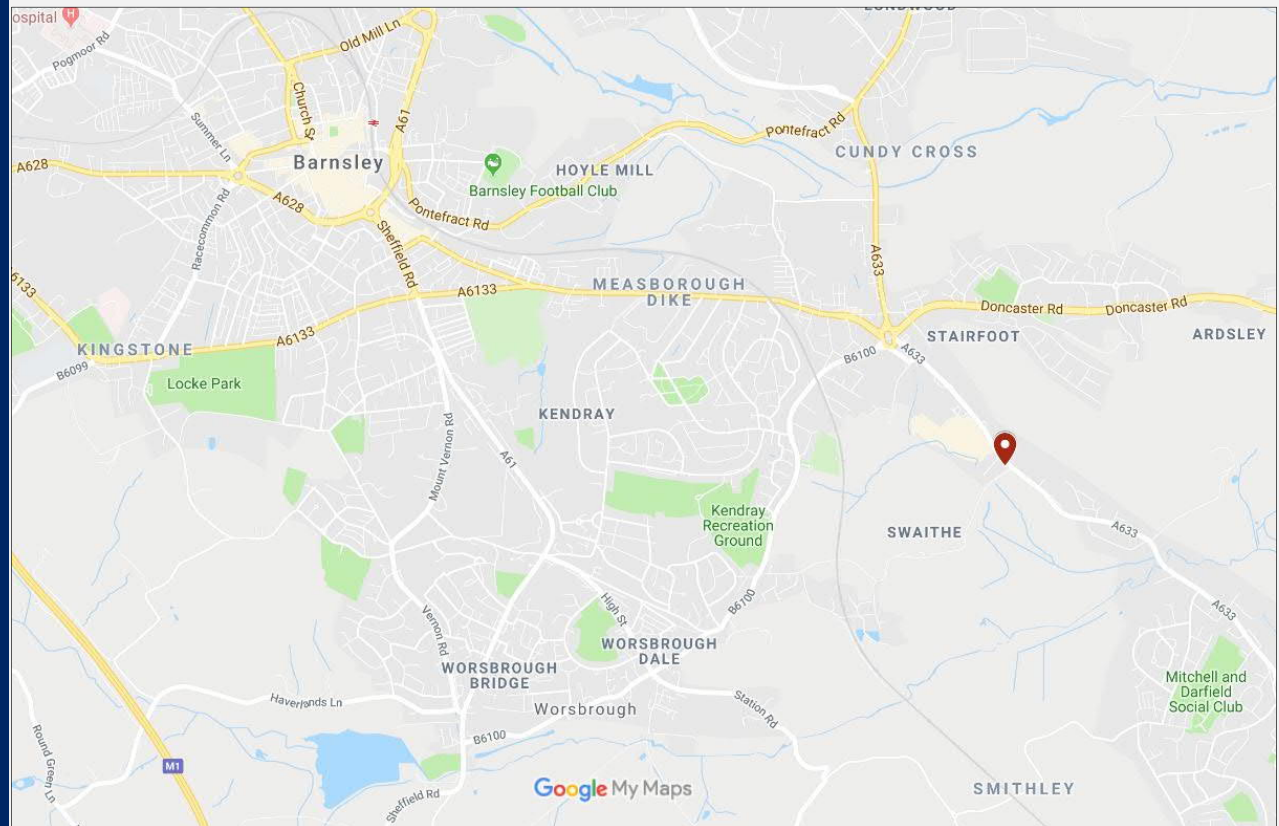 ospital
Pogmoor Rd
Old Mill Ln
Church St
A61
Summer Ln
Barnsley
A628
A628
Racecommon Rd
Pontefract Rd
Sheffield Rd
Barnsley Football Club
HOYLE MILL
Pontefract Rd
CUNDY CROSS
A633
MEASBOROUGH
DIKE
A6133
6133
A6133
KINGSTONE
B6099
Locke Park
Doncaster Rd
Doncaster Rd
STAIRFOOT
ARDSLEY
B6100
A633
KENDRAY
Mount Vernon Rd
A61
Kendray
Recreation
Ground
SWAITHE
A633
A633
High St
B6100
Vernon Rd
WORSBROUGH
DALE
WORSBROUGH
BRIDGE
Haverlands Ln
Worsbrough
Station Rd
Mitchell and
Darfield
Social Club
B6100
Round Green Ln
M1
Sheffield Rd
Google My Maps
SMITHLEY